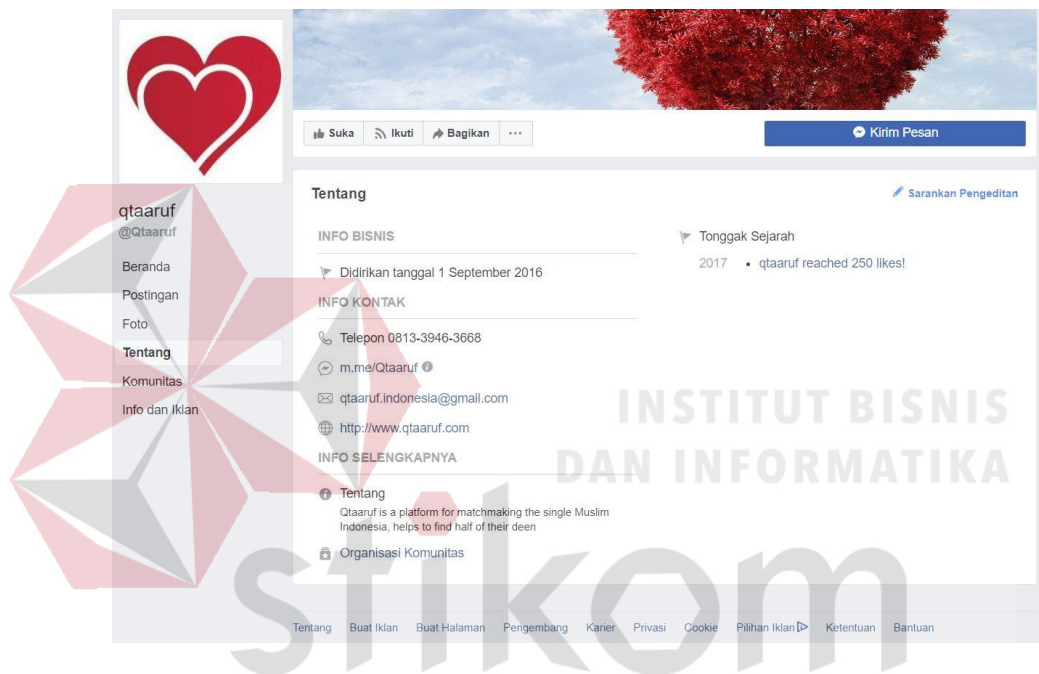 Suka Ikuti Bagikan ... Kirim Pesan
qtaaruf
@Qtaaruf
Beranda
Postingan
Foto
Tentang
Komunitas
Info dan Iklan
Tentang
Sarankan Pengeditan
INFO BISNIS
Didirikan tanggal 1 September 2016
INFO KONTAK
Telepon 0813-3946-3668
m.me/Qtaaruf
qtaaruf.indonesia@gmail.com
http://www.qtaaruf.com
INFO SELENGKAPNYA
Tentang
Qtaaruf is a platform for matchmaking the single Muslim
Indonesia, helps to find half of their deen
Organisasi Komunitas
Tonggak Sejarah
2017 • qtaaruf reached 250 likes!
INSTITUT BISNIS
DAN INFORMATIKA
stikom
Tentang Buat Iklan Buat Halaman Pengembang Karier Privasi Cookie Pilihan Iklan Ketentuan Bantuan